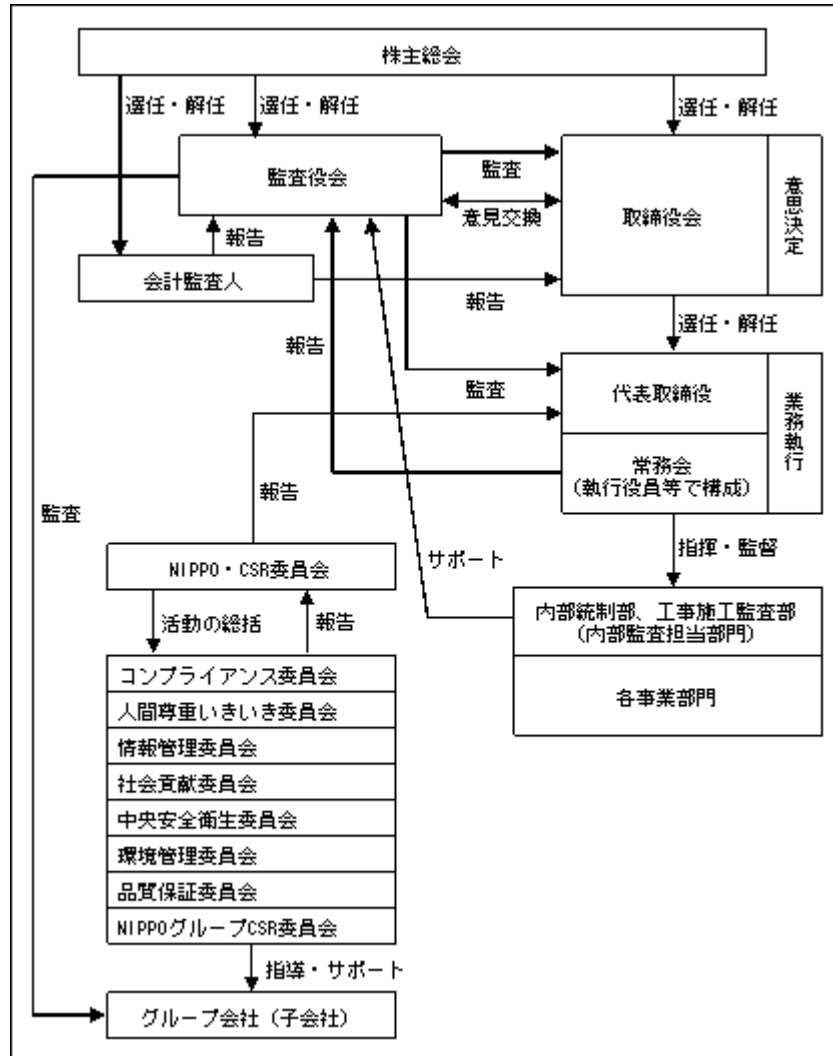 株主総会
選任・解任
選任・解任
選任・解任
監査役会
監査
意見交換
取締役会
意思決定
報告
会計監査人
報告
選任・解任
報告
監査
代表取締役
業務執行
常務会
(執行役員等で構成)
報告
監査
サポート
指揮・監督
NIPPO・CSR委員会
活動の総括
報告
内部統制部、工事施工監査部
(内部監査担当部門)
各事業部門
コンプライアンス委員会
人間尊重いきいき委員会
情報管理委員会
社会貢献委員会
中央安全衛生委員会
環境管理委員会
品質保証委員会
NIPPOグループCSR委員会
指導・サポート
グループ会社（子会社）